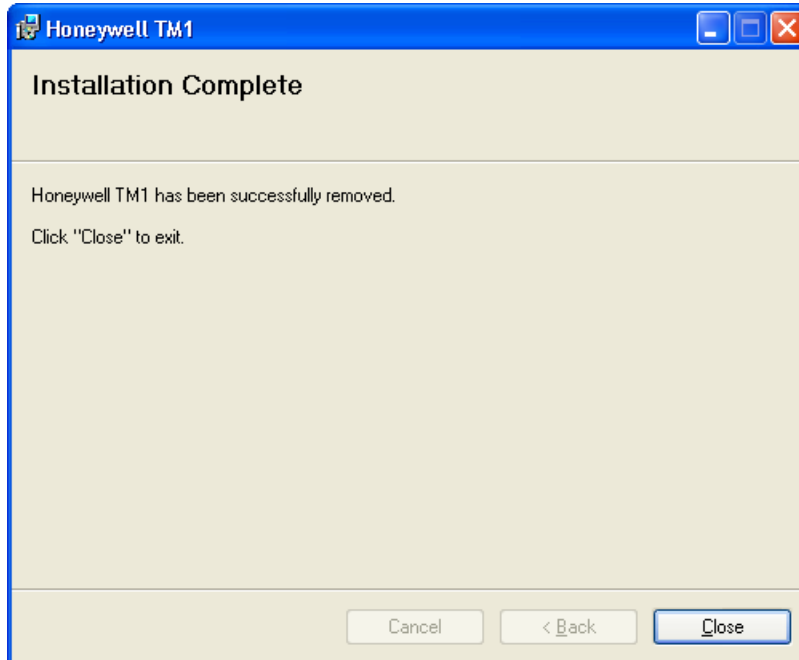 Honeywell TM1
Installation Complete
Honeywell TM1 has been successfully removed.
Click "Close" to exit.
Cancel
< Back
Close